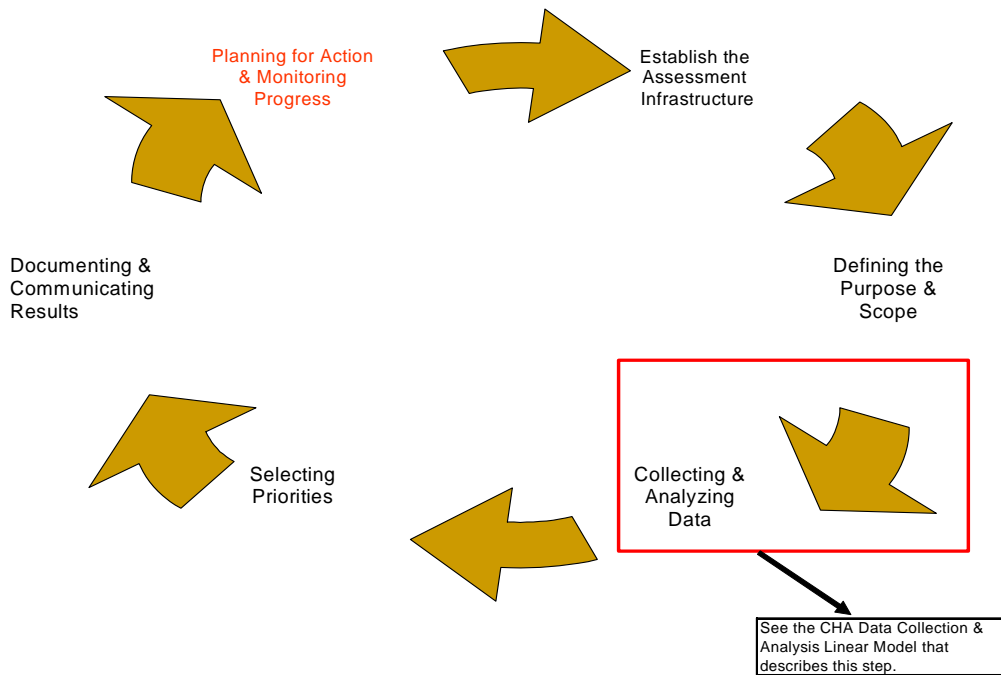 Planning for Action
& Monitoring
Progress
Establish the
Assessment
Infrastructure
Defining the
Purpose &
Scope
Collecting &
Analyzing
Data
See the CHA Data Collection &
Analysis Linear Model that
describes this step.
Selecting
Priorities
Documenting &
Communicating
Results